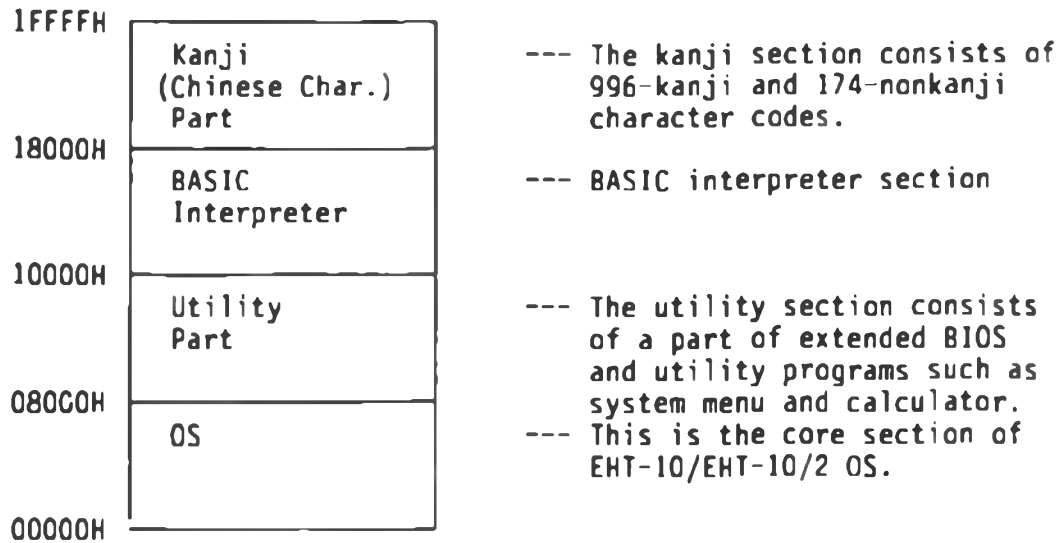 1FFFFH
Kanji
(Chinese Char.)
Part
--- The kanji section consists of
996-kanji and 174-nonkanji
character codes.
18000H
BASIC
Interpreter
--- BASIC interpreter section
10000H
Utility
Part
--- The utility section consists
of a part of extended BIOS
and utility programs such as
system menu and calculator.
08000H
OS
--- This is the core section of
EHT-10/EHT-10/2 OS.
00000H